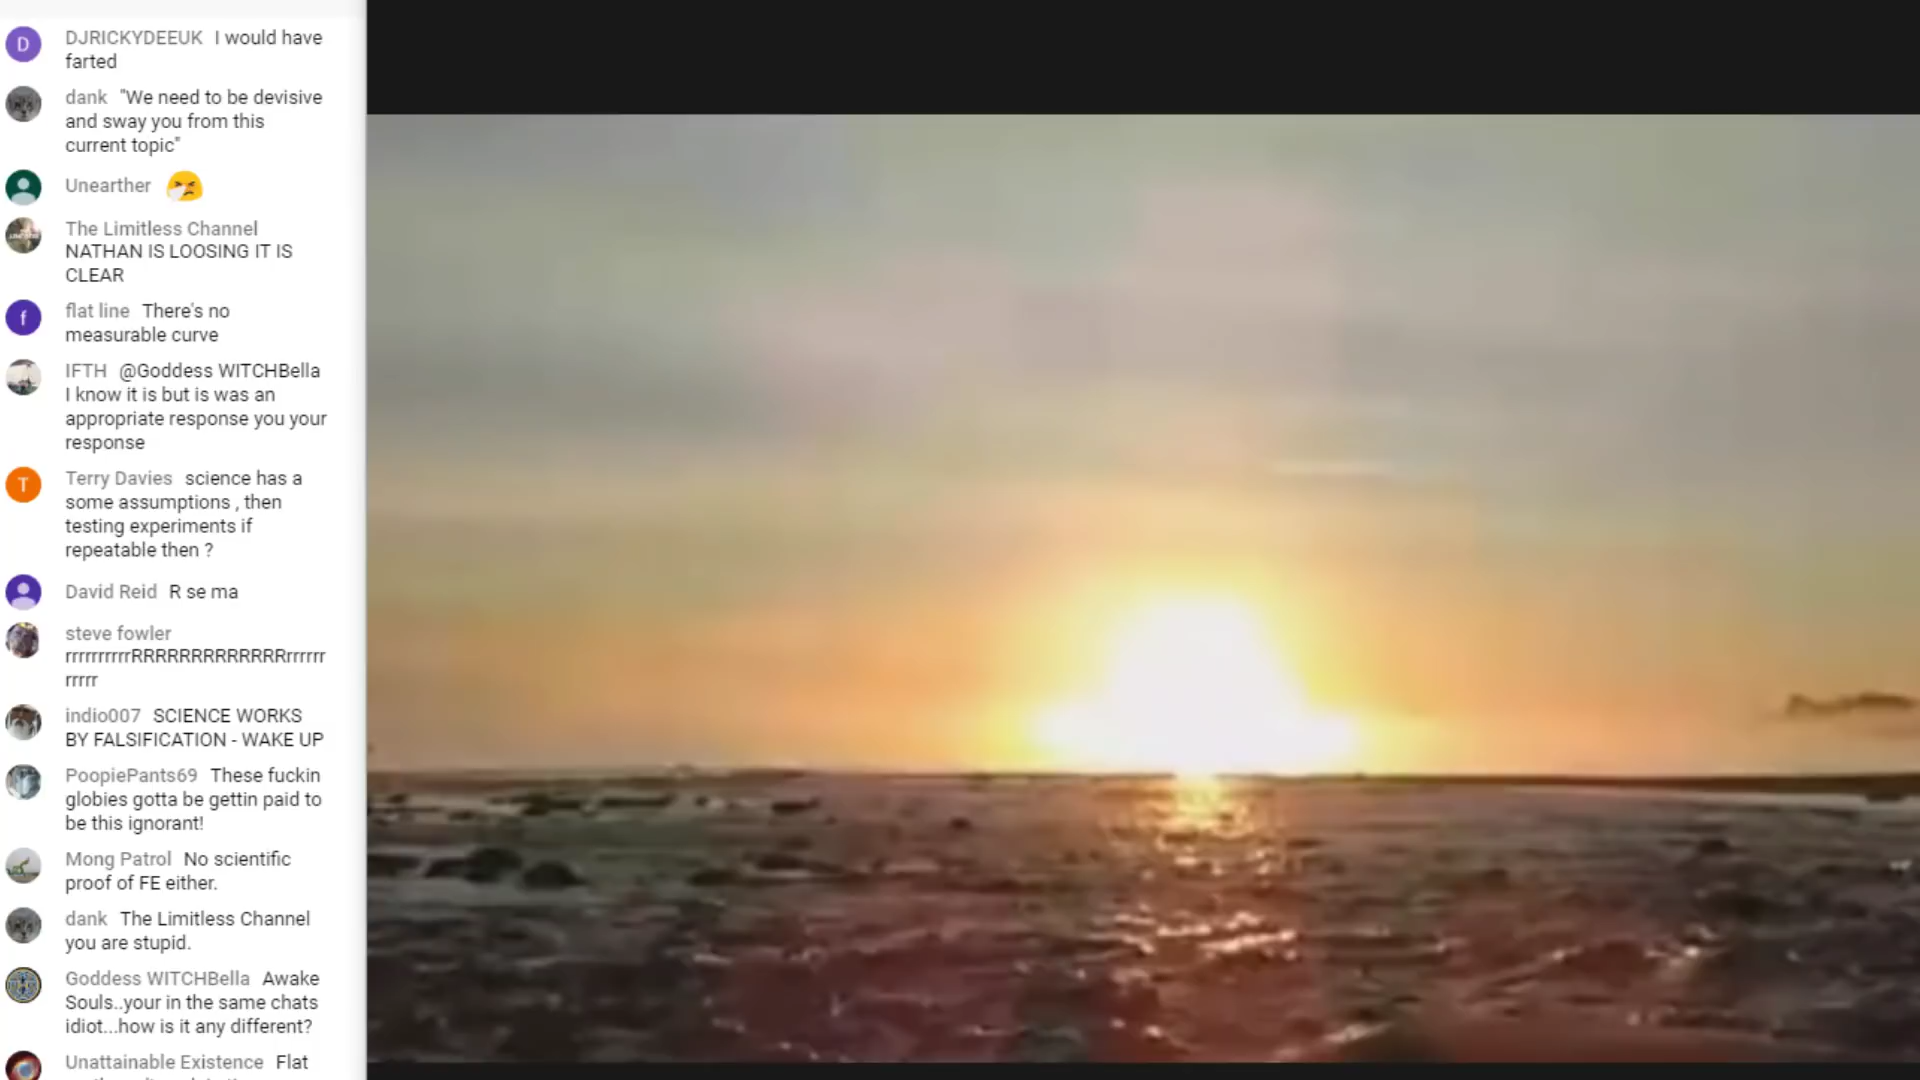 D
DJRICKYDEEUK I would have
farted
dank "We need to be devisive
and sway you from this
current topic"
Unearther
The Limitless Channel
NATHAN IS LOOSING IT IS
CLEAR
f
flat line There's no
measurable curve
IFTH @Goddess WITCHBella
I know it is but is was an
appropriate response you your
response
T
Terry Davies science has a
some assumptions , then
testing experiments if
repeatable then ?
David Reid R se ma
steve fowler
rrrrrrrrrrRRRRRRRRRRRRRrrrrrr
rrrrr
indio007 SCIENCE WORKS
BY FALSIFICATION - WAKE UP
PoopiePants69 These fuckin
globies gotta be gettin paid to
be this ignorant!
Mong Patrol No scientific
proof of FE either.
dank The Limitless Channel
you are stupid.
Goddess WITCHBella Awake
Souls..your in the same chats
idiot...how is it any different?
Unattainable Existence Flat